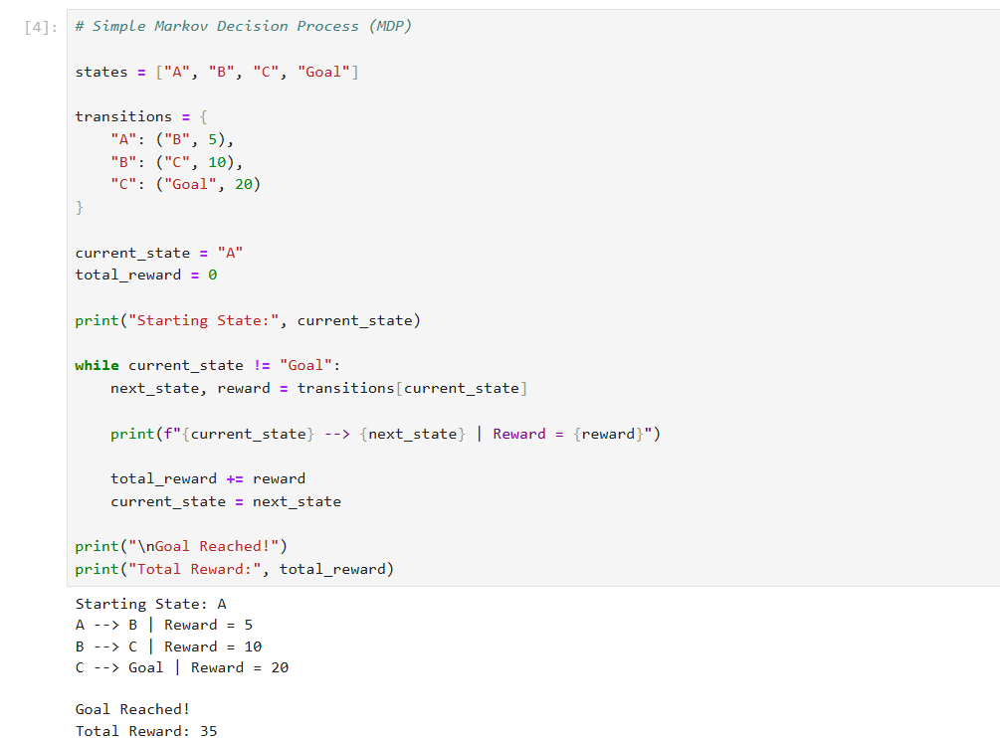 [4]:
# Simple Markov Decision Process (MDP)
states = ["A", "B", "C", "Goal"]
transitions = {
    "A": ("B", 5),
    "B": ("C", 10),
    "C": ("Goal", 20)
}
current_state = "A"
total_reward = 0
print("Starting State:", current_state)
while current_state != "Goal":
    next_state, reward = transitions[current_state]
    print(f"{current_state} --> {next_state} | Reward = {reward}")
    total_reward += reward
    current_state = next_state
print("\nGoal Reached!")
print("Total Reward:", total_reward)
Starting State: A
A --> B | Reward = 5
B --> C | Reward = 10
C --> Goal | Reward = 20
Goal Reached!
Total Reward: 35